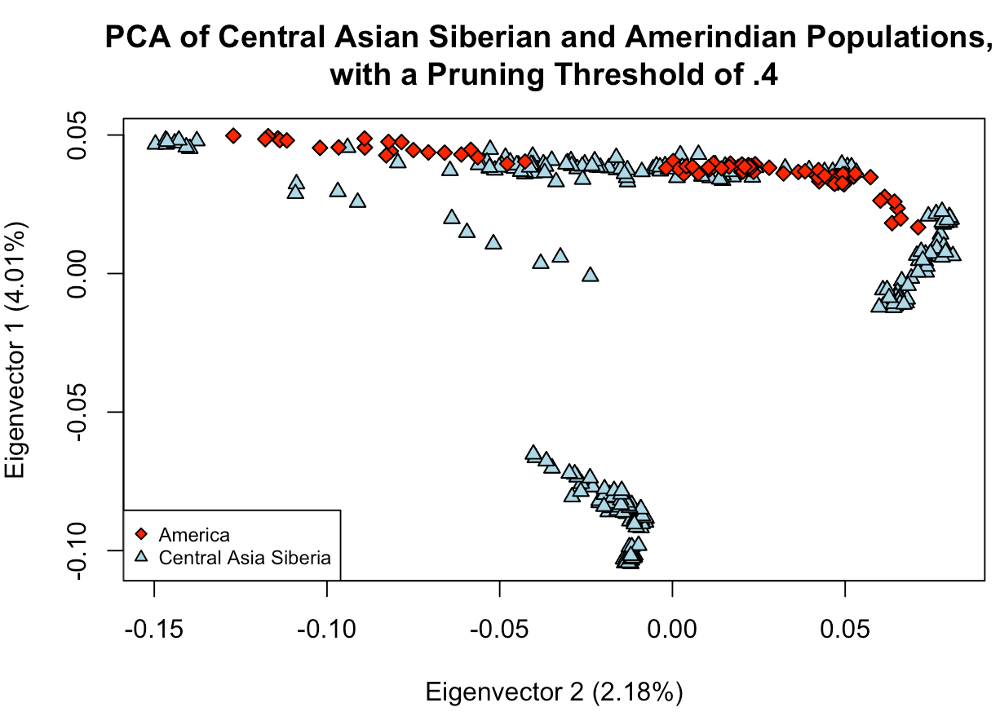 PCA of Central Asian Siberian and Amerindian Populations,
with a Pruning Threshold of .4
Eigenvector 1 (4.01%)
0.05
0.00
-0.05
-0.10
America
Central Asia Siberia
-0.15
-0.10
-0.05
0.00
0.05
Eigenvector 2 (2.18%)